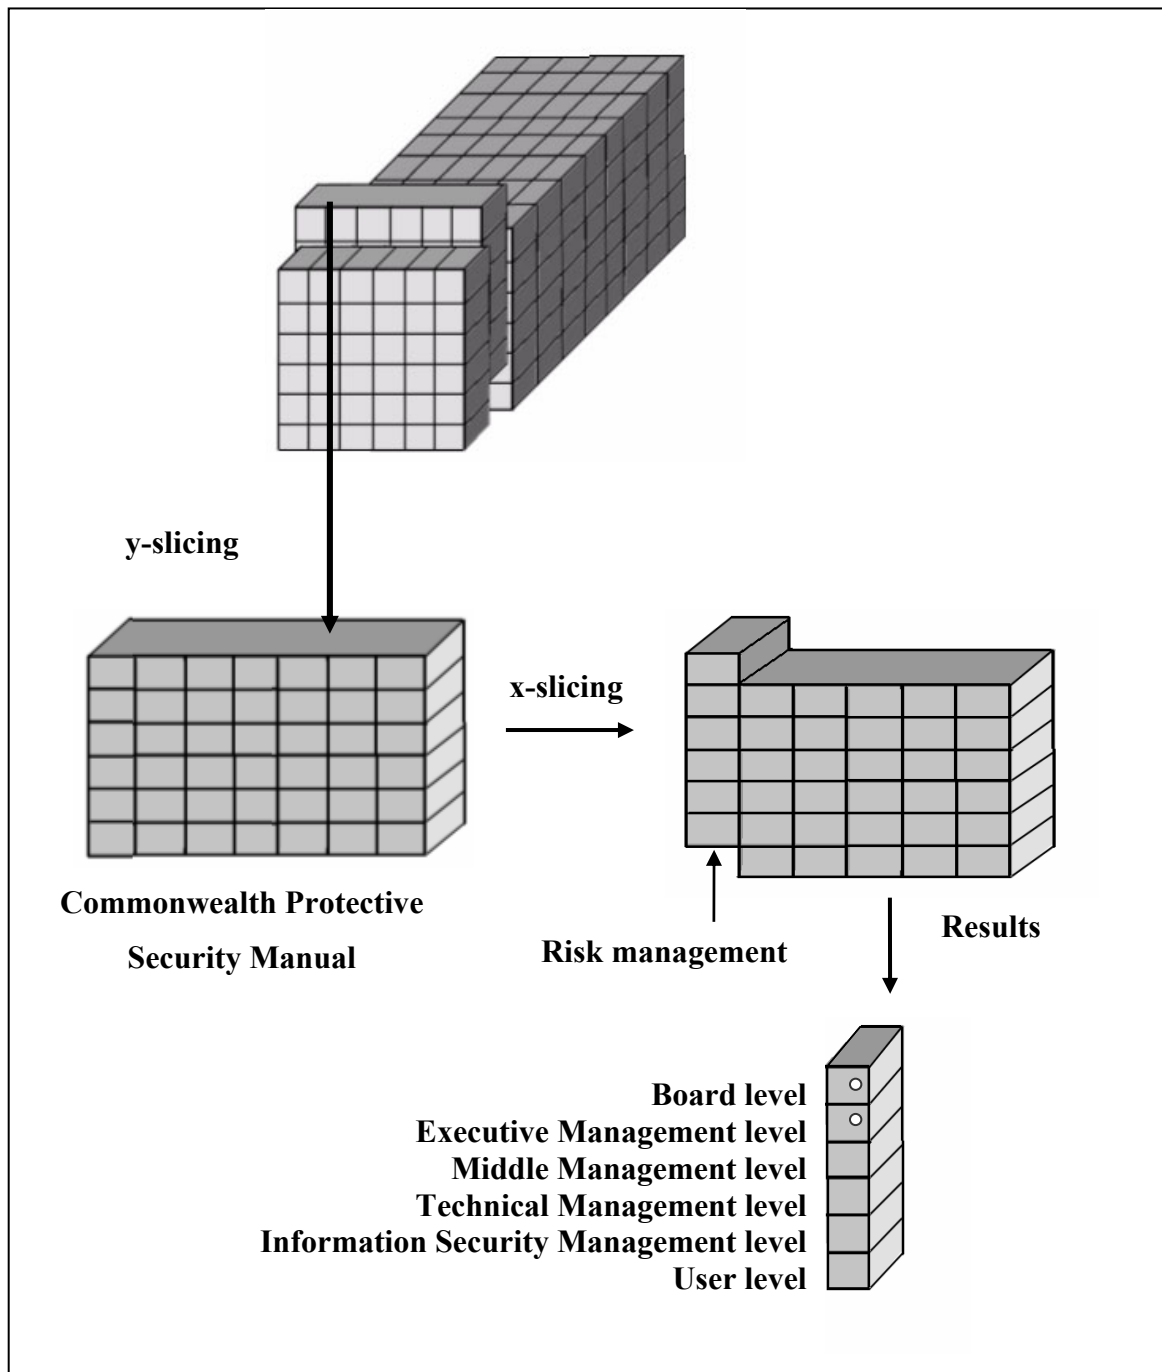 y-slicing
x-slicing
Commonwealth Protective
Security Manual
Risk management
Results
Board level
Executive Management level
Middle Management level
Technical Management level
Information Security Management level
User level